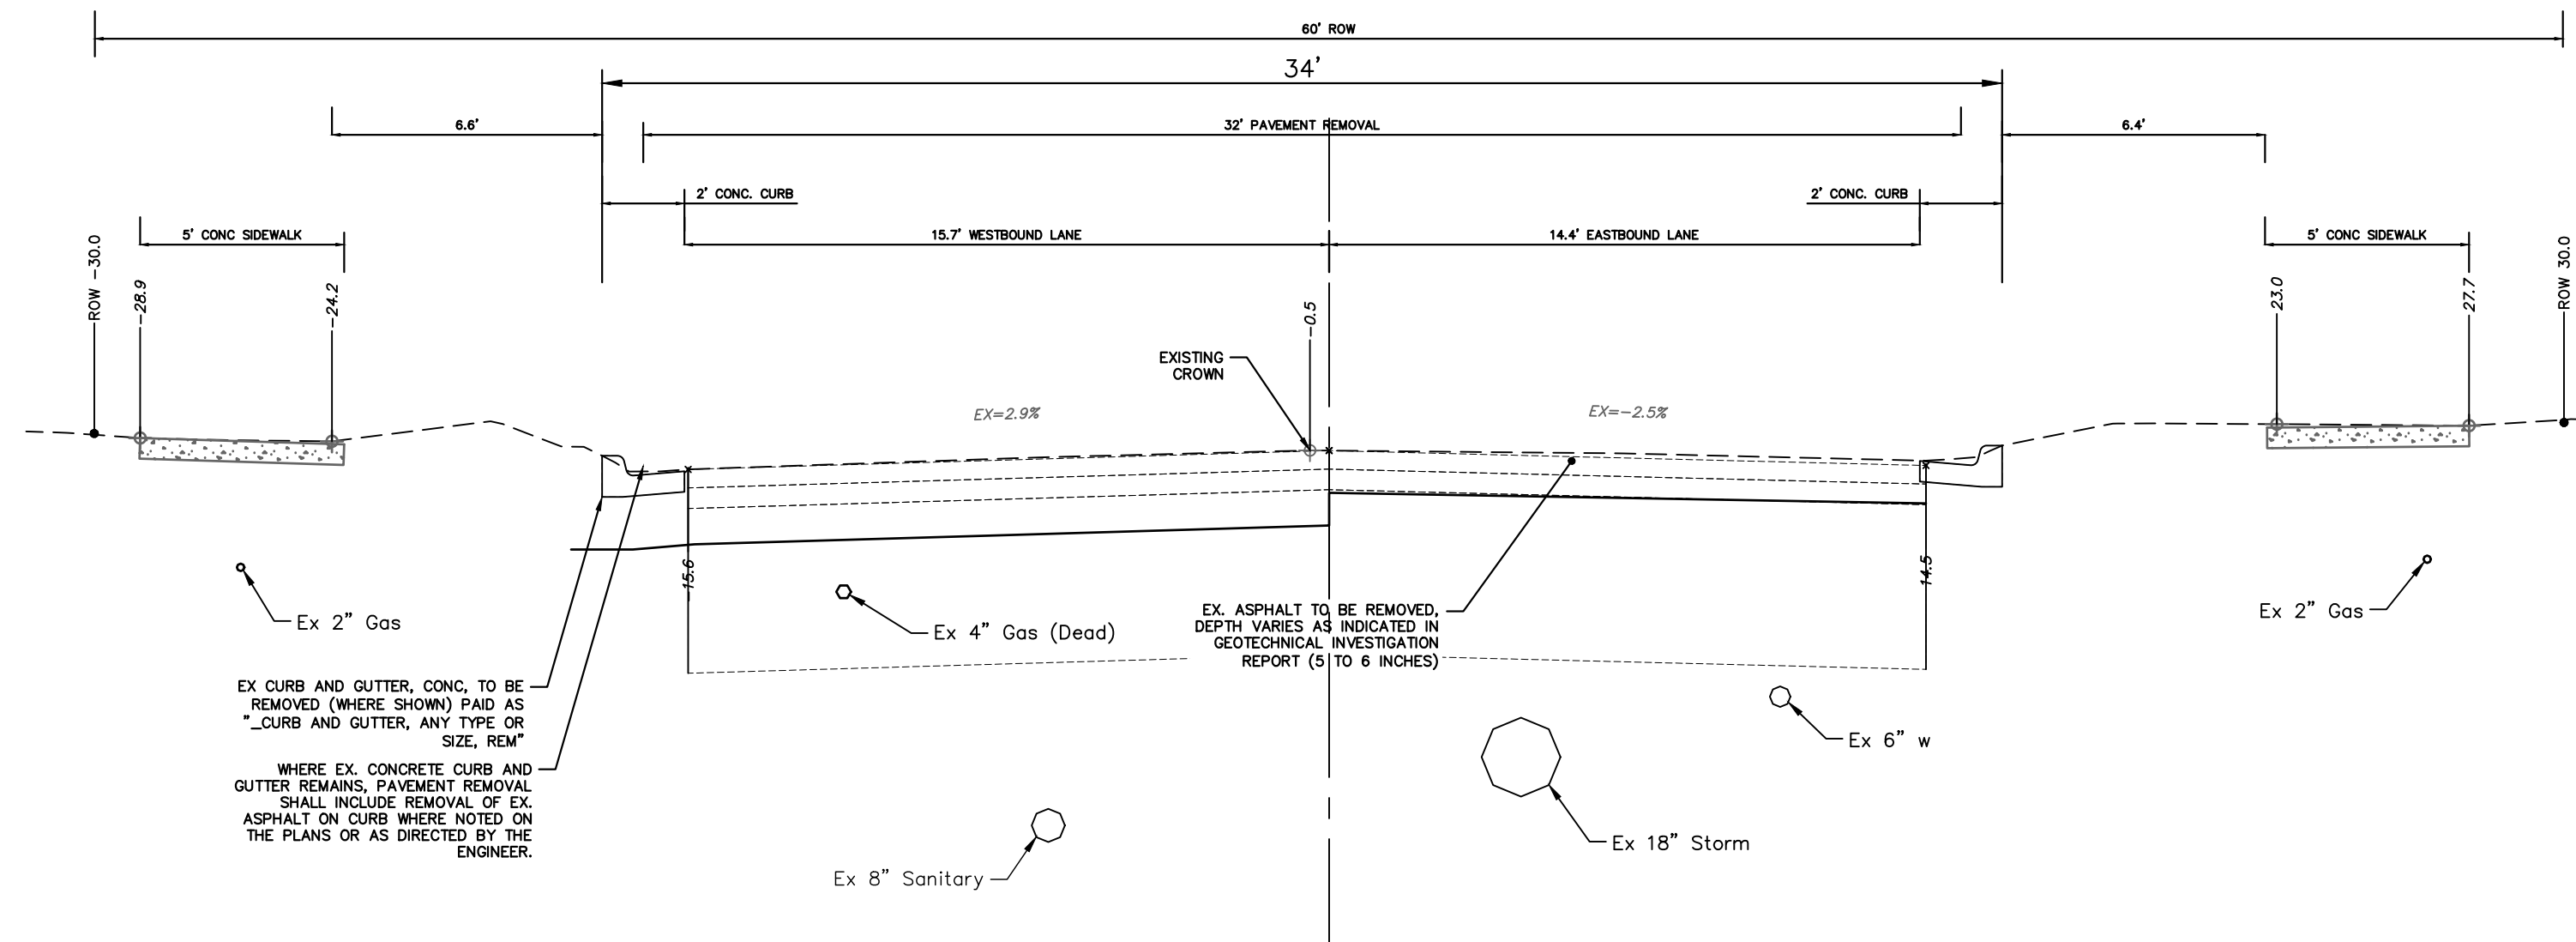 60' ROW
34'
6.6'
32' PAVEMENT REMOVAL
6.4'
2' CONC. CURB
2' CONC. CURB
5' CONC SIDEWALK
15.7' WESTBOUND LANE
14.4' EASTBOUND LANE
5' CONC SIDEWALK
ROW -30.0
-28.9
-24.2
-0.5
23.0
27.7
ROW 30.0
EXISTING
CROWN
EX=2.9%
EX=-2.5%
-15.6
14.5
Ex 2" Gas
Ex 4" Gas (Dead)
EX. ASPHALT TO BE REMOVED,
DEPTH VARIES AS INDICATED IN
GEOTECHNICAL INVESTIGATION
REPORT (5 TO 6 INCHES)
Ex 2" Gas
EX CURB AND GUTTER, CONC, TO BE
REMOVED (WHERE SHOWN) PAID AS
"_CURB AND GUTTER, ANY TYPE OR
SIZE, REM"
Ex 6" w
WHERE EX. CONCRETE CURB AND
GUTTER REMAINS, PAVEMENT REMOVAL
SHALL INCLUDE REMOVAL OF EX.
ASPHALT ON CURB WHERE NOTED ON
THE PLANS OR AS DIRECTED BY THE
ENGINEER.
Ex 18" Storm
Ex 8" Sanitary